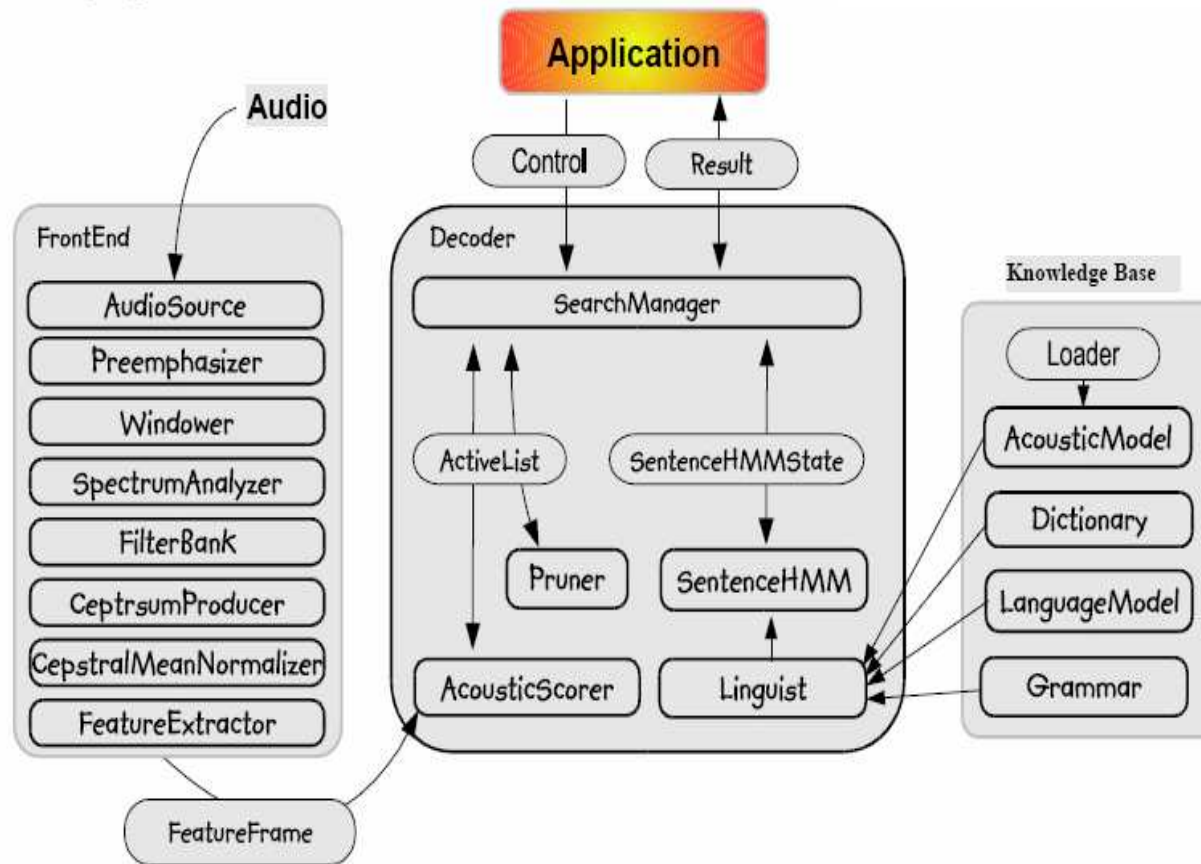 Application
Audio
Control
Result
FrontEnd
AudioSource
Preemphasizer
Windower
SpectrumAnalyzer
FilterBank
CeptrsumProducer
CepstralMeanNormalizer
FeatureExtractor
FeatureFrame
Decoder
SearchManager
ActiveList
SentenceHMMState
Pruner
SentenceHMM
AcousticScorer
Linguist
Knowledge Base
Loader
AcousticModel
Dictionary
LanguageModel
Grammar